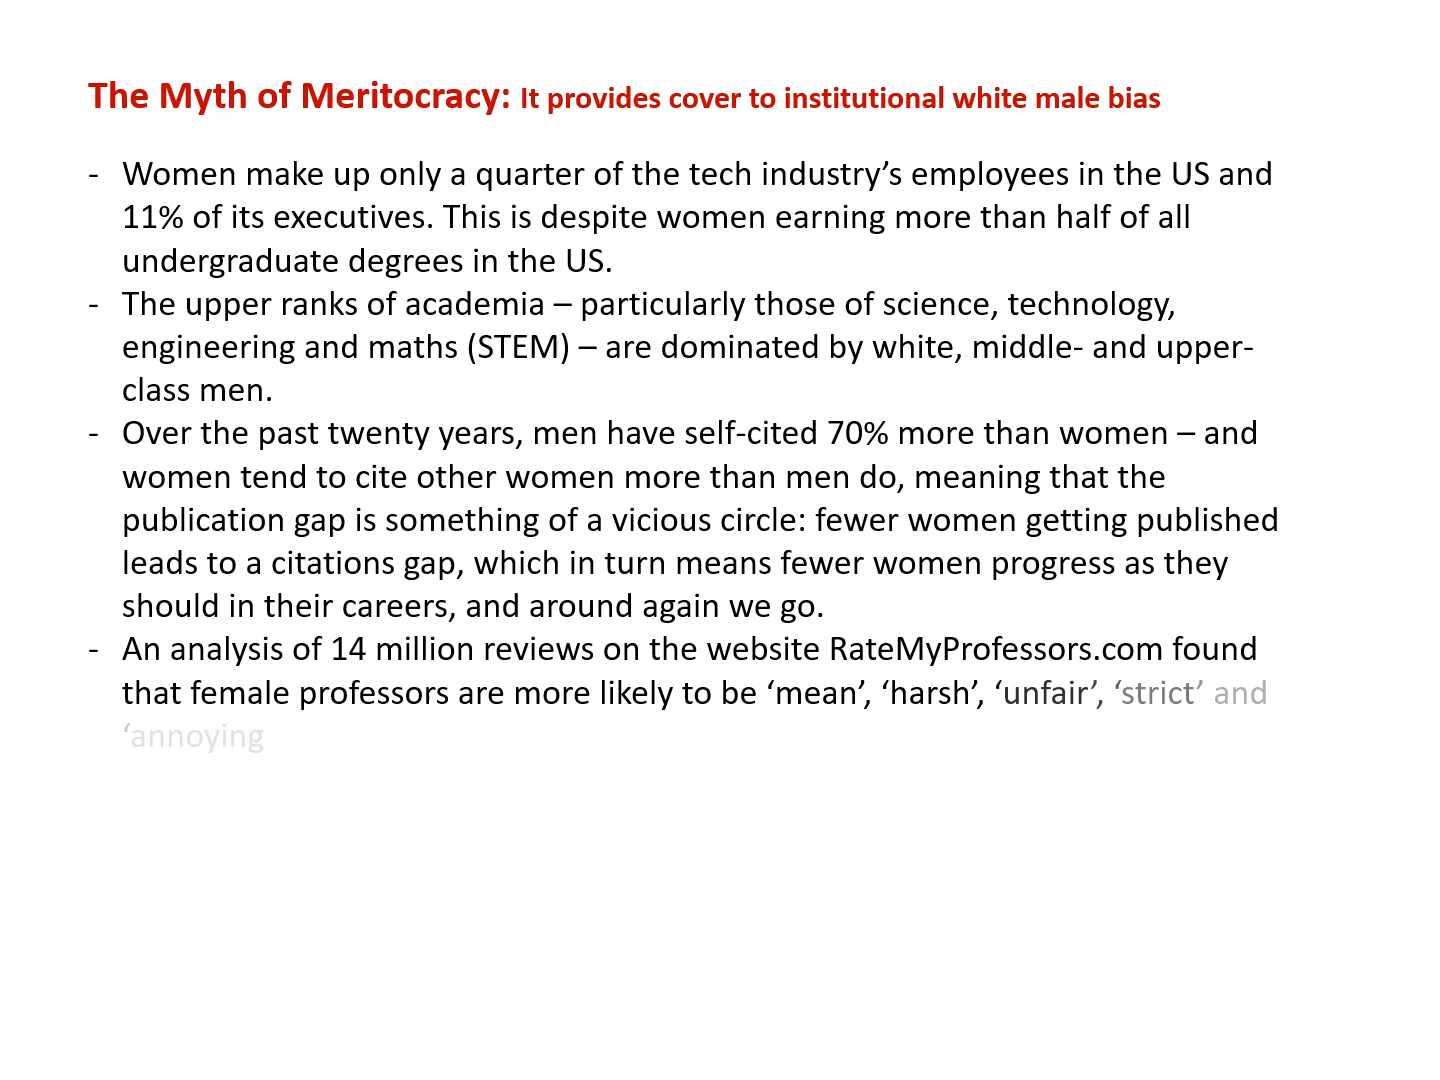 The Myth of Meritocracy: It provides cover to institutional white male bias
- Women make up only a quarter of the tech industry’s employees in the US and
11% of its executives. This is despite women earning more than half of all
undergraduate degrees in the US.
- The upper ranks of academia – particularly those of science, technology,
engineering and maths (STEM) – are dominated by white, middle- and upper-
class men.
- Over the past twenty years, men have self-cited 70% more than women – and
women tend to cite other women more than men do, meaning that the
publication gap is something of a vicious circle: fewer women getting published
leads to a citations gap, which in turn means fewer women progress as they
should in their careers, and around again we go.
- An analysis of 14 million reviews on the website RateMyProfessors.com found
that female professors are more likely to be ‘mean’, ‘harsh’, ‘unfair’, ‘strict’ and
‘annoying